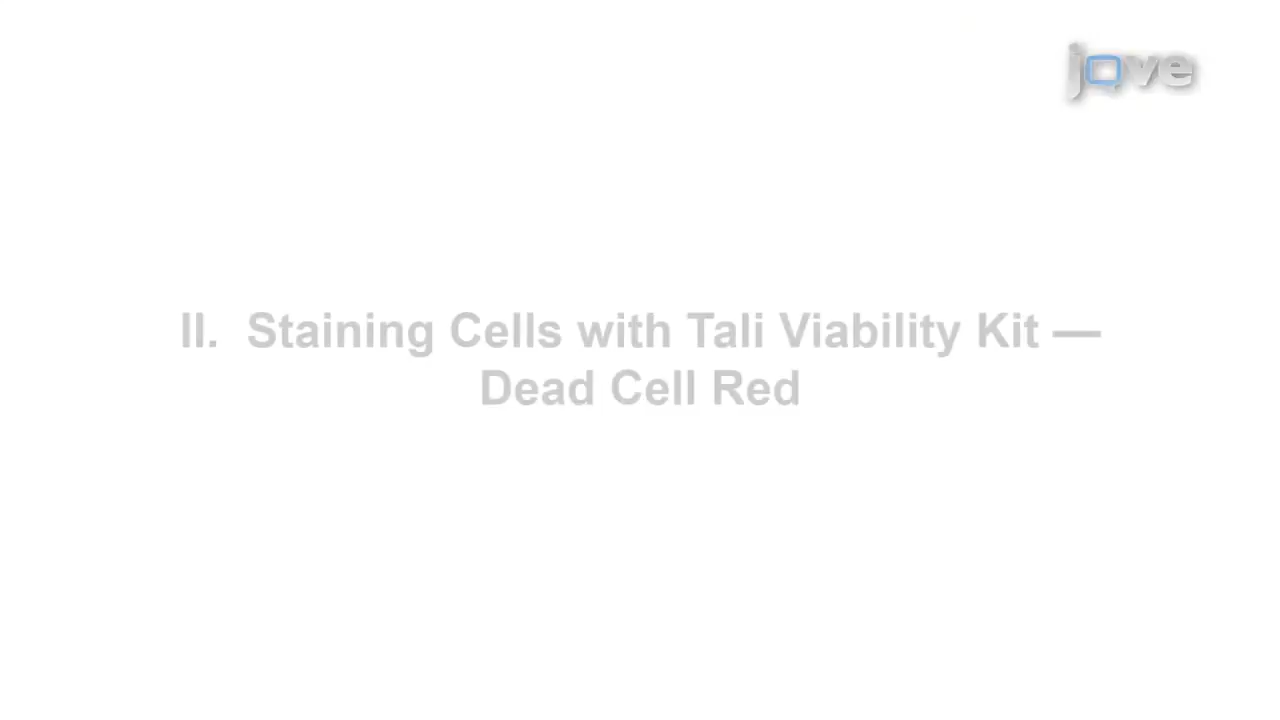 jove
II. Staining Cells with Tali Viability Kit —
Dead Cell Red